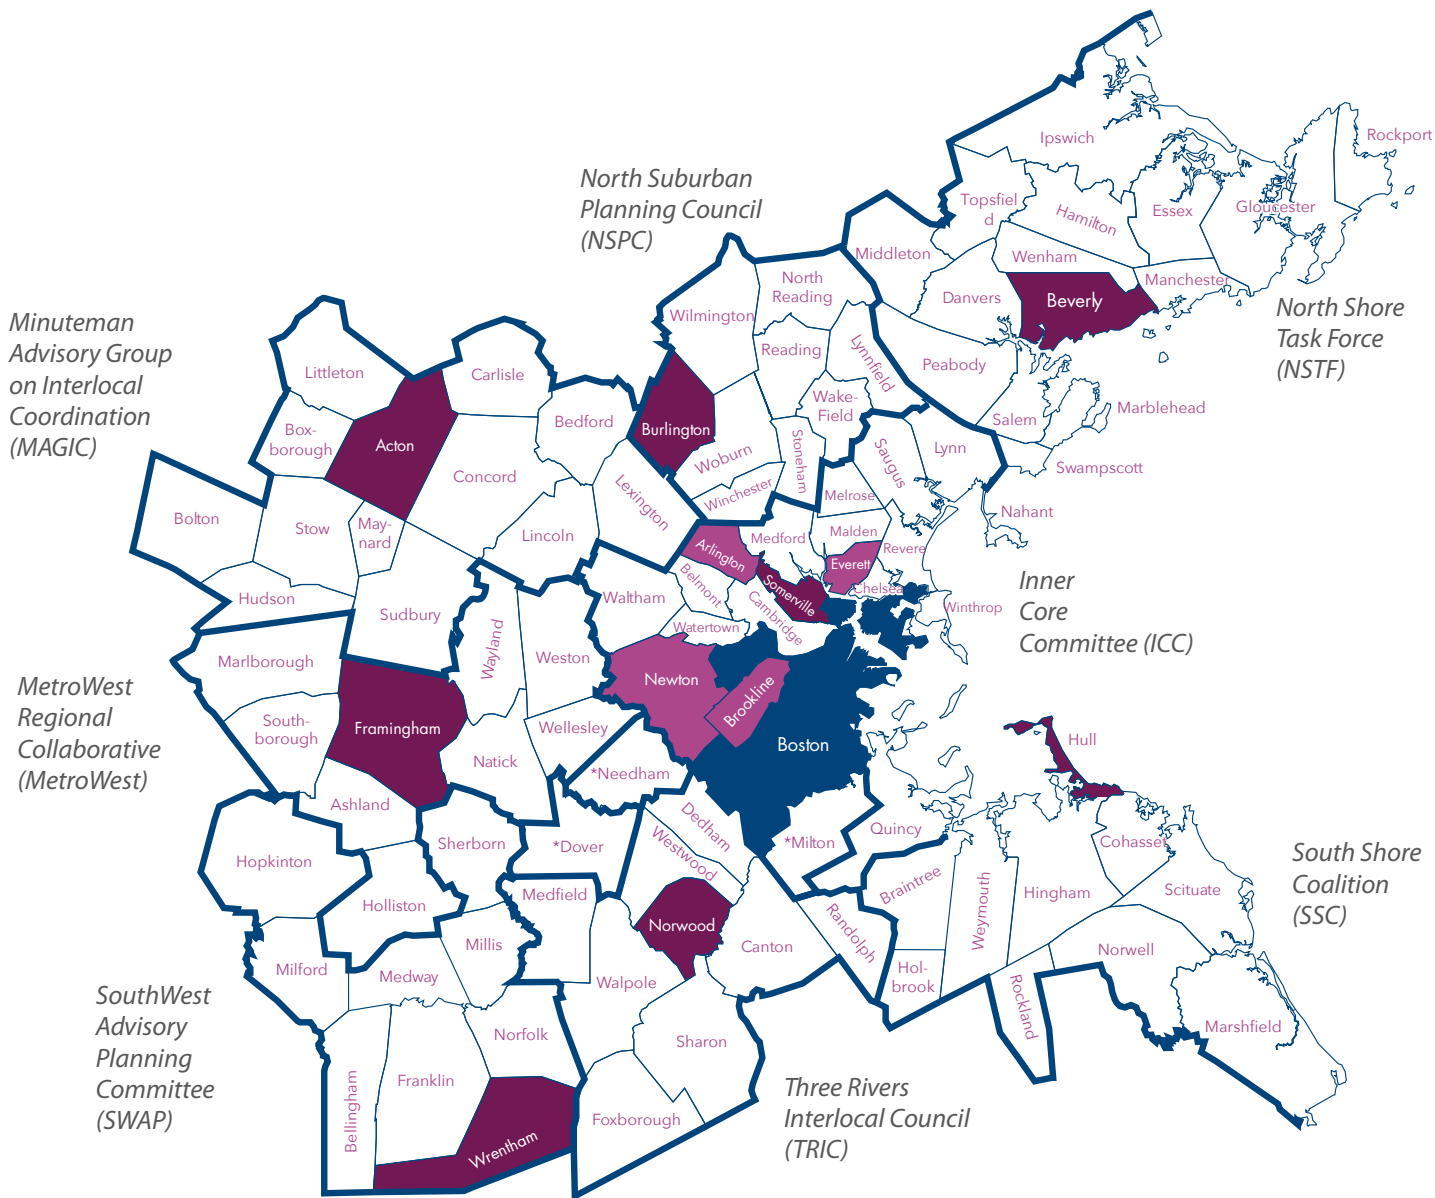 Ipswich
Rockport
Topsfiel
d
Hamilton
Essex
Gloucester
North Suburban
Planning Council
(NSPC)
Middleton
Wenham
Manchester
North
Reading
Danvers
Beverly
North Shore
Task Force
(NSTF)
Wilmington
Minuteman
Advisory Group
on Interlocal
Coordination
(MAGIC)
Reading
Lynnfield
Peabody
Littleton
Carlisle
Wake-
Field
Marblehead
Salem
Bedford
Burlington
Box-
borough
Acton
Woburn
Stoneham
Saugus
Lynn
Swampscott
Concord
Lexington
Winchester
Melrose
Nahant
Bolton
Stow
May-
nard
Lincoln
Arlington
Medford
Malden
Revere
Everett
Chelsea
Belmont
Somerville
Inner
Core
Committee (ICC)
Hudson
Sudbury
Waltham
Cambridge
Winthrop
Watertown
Wayland
Marlborough
Weston
Newton
Brookline
MetroWest
Regional
Collaborative
(MetroWest)
South-
borough
Framingham
Wellesley
Boston
Hull
Natick
*Needham
Ashland
Dedham
Quincy
Sherborn
*Dover
Westwood
*Milton
Cohasset
Hopkinton
South Shore
Coalition
(SSC)
Medfield
Braintree
Weymouth
Hingham
Scituate
Holliston
Norwood
Randolph
Millis
Canton
Norwell
Milford
Medway
Walpole
Hol-
brook
Rockland
SouthWest
Advisory
Planning
Committee
(SWAP)
Norfolk
Sharon
Marshfield
Bellingham
Franklin
Foxborough
Three Rivers
Interlocal Council
(TRIC)
Wrentham